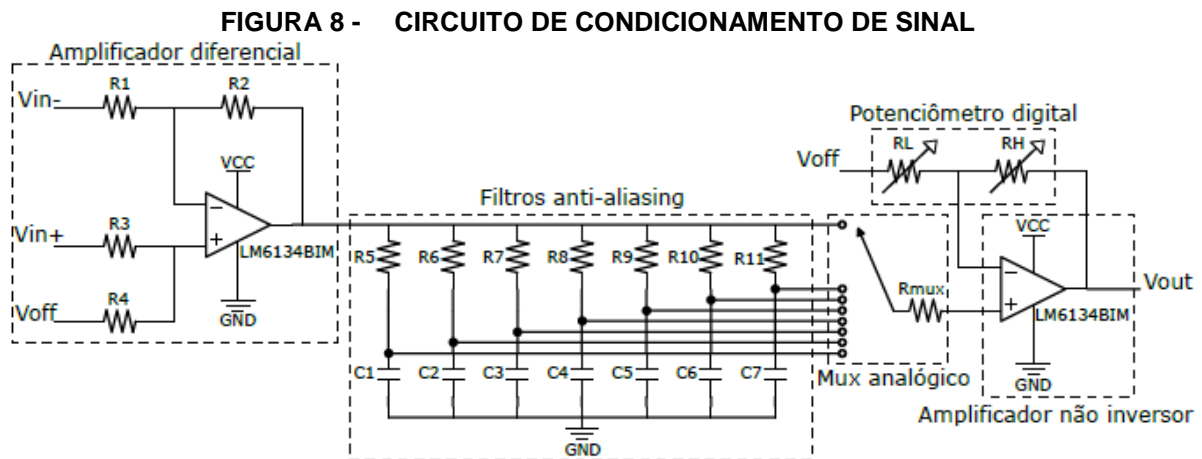 FIGURA 8 - CIRCUITO DE CONDICIONAMENTO DE SINAL
Amplificador diferencial
R1
R2
Vin-
VCC
Vin+
R3
LM6134BIM
Voff
R4
GND
Filtros anti-aliasing
R5
R6
R7
R8
R9
R10
R11
C1
C2
C3
C4
C5
C6
C7
GND
Rmux
Mux analógico
Potenciômetro digital
Voff
RL
RH
VCC
Vout
LM6134BIM
GND
Amplificador não inversor